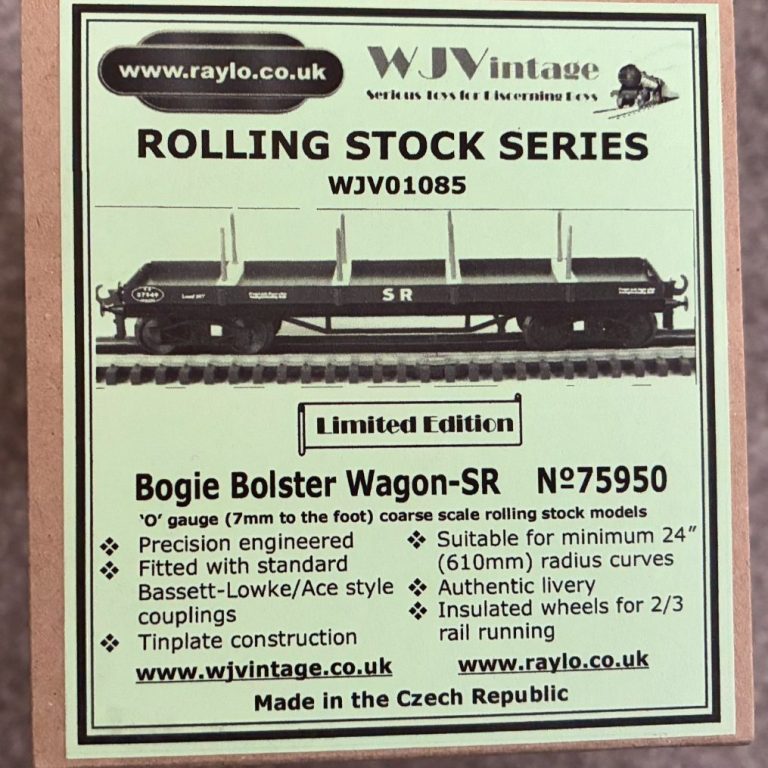 www.raylo.co.uk
WJVintage
Serious Toys for Discerning Boys
ROLLING STOCK SERIES
WJV01085
SR
Limited Edition
Bogie Bolster Wagon-SR Nº75950
'O' gauge (7mm to the foot) coarse scale rolling stock models
❖ Precision engineered
❖ Fitted with standard
Bassett-Lowke/Ace style
couplings
❖ Tinplate construction
❖ Suitable for minimum 24"
(610mm) radius curves
❖ Authentic livery
❖ Insulated wheels for 2/3
rail running
www.wjvintage.co.uk
www.raylo.co.uk
Made in the Czech Republic